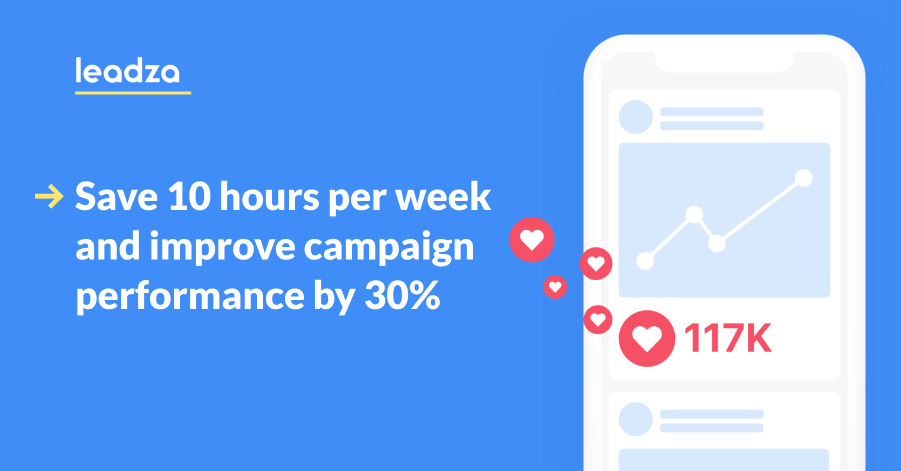 leadza
→ Save 10 hours per week
and improve campaign
performance by 30%
117K